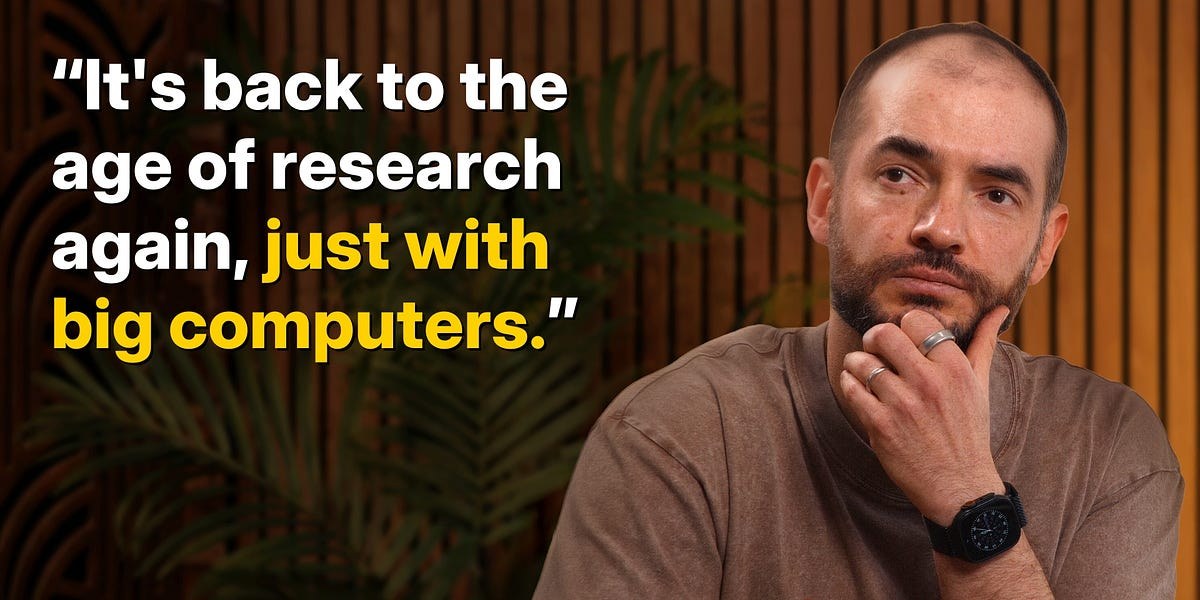 “It's back to the
age of research
again, just with
big computers.”